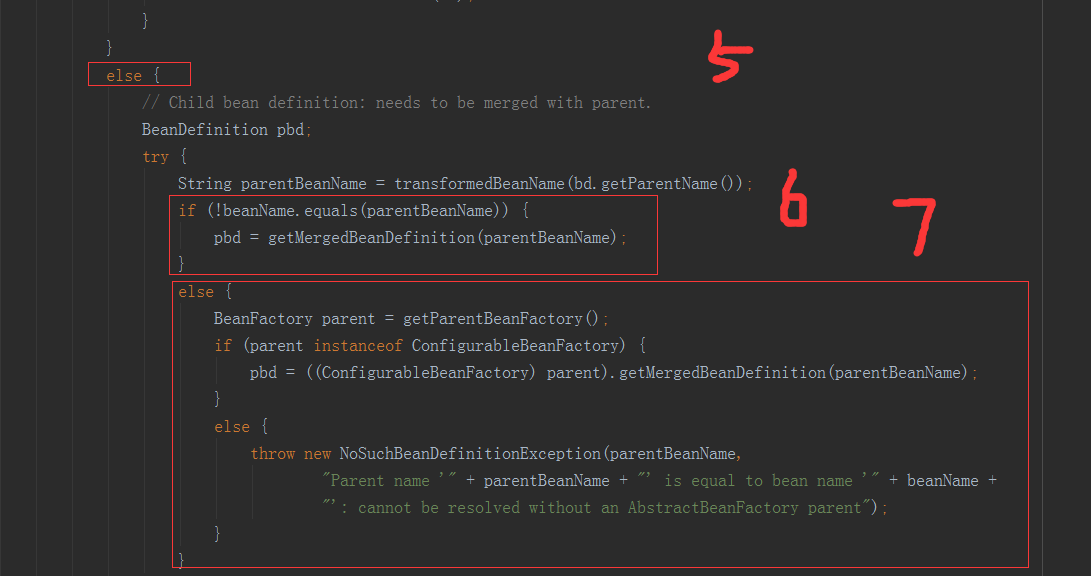 }
}
5
else {
// Child bean definition: needs to be merged with parent.
BeanDefinition pbd;
try {
String parentBeanName = transformedBeanName(bd.getParentName());
6
7
if (!beanName.equals(parentBeanName)) {
pbd = getMergedBeanDefinition(parentBeanName);
}
else {
BeanFactory parent = getParentBeanFactory();
if (parent instanceof ConfigurableBeanFactory) {
pbd = ((ConfigurableBeanFactory) parent).getMergedBeanDefinition(parentBeanName);
}
else {
throw new NoSuchBeanDefinitionException(parentBeanName,
"Parent name '" + parentBeanName + "' is equal to bean name '" + beanName +
"': cannot be resolved without an AbstractBeanFactory parent");
}
}